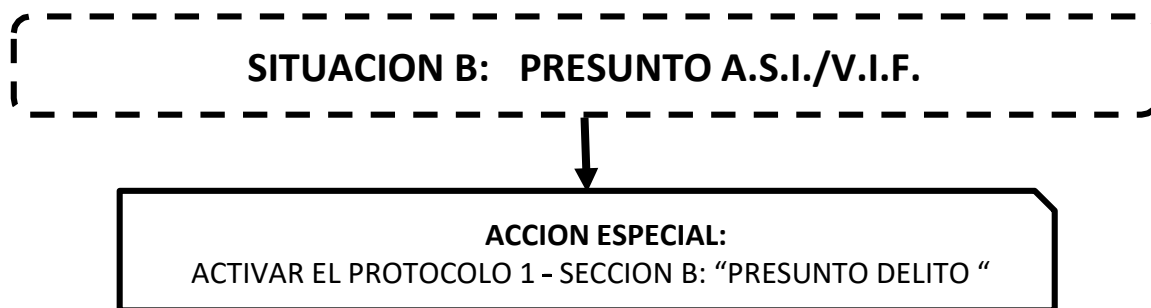 SITUACION B: PRESUNTO A.S.I./V.I.F.
ACCION ESPECIAL:
ACTIVAR EL PROTOCOLO 1 - SECCION B: “PRESUNTO DELITO “